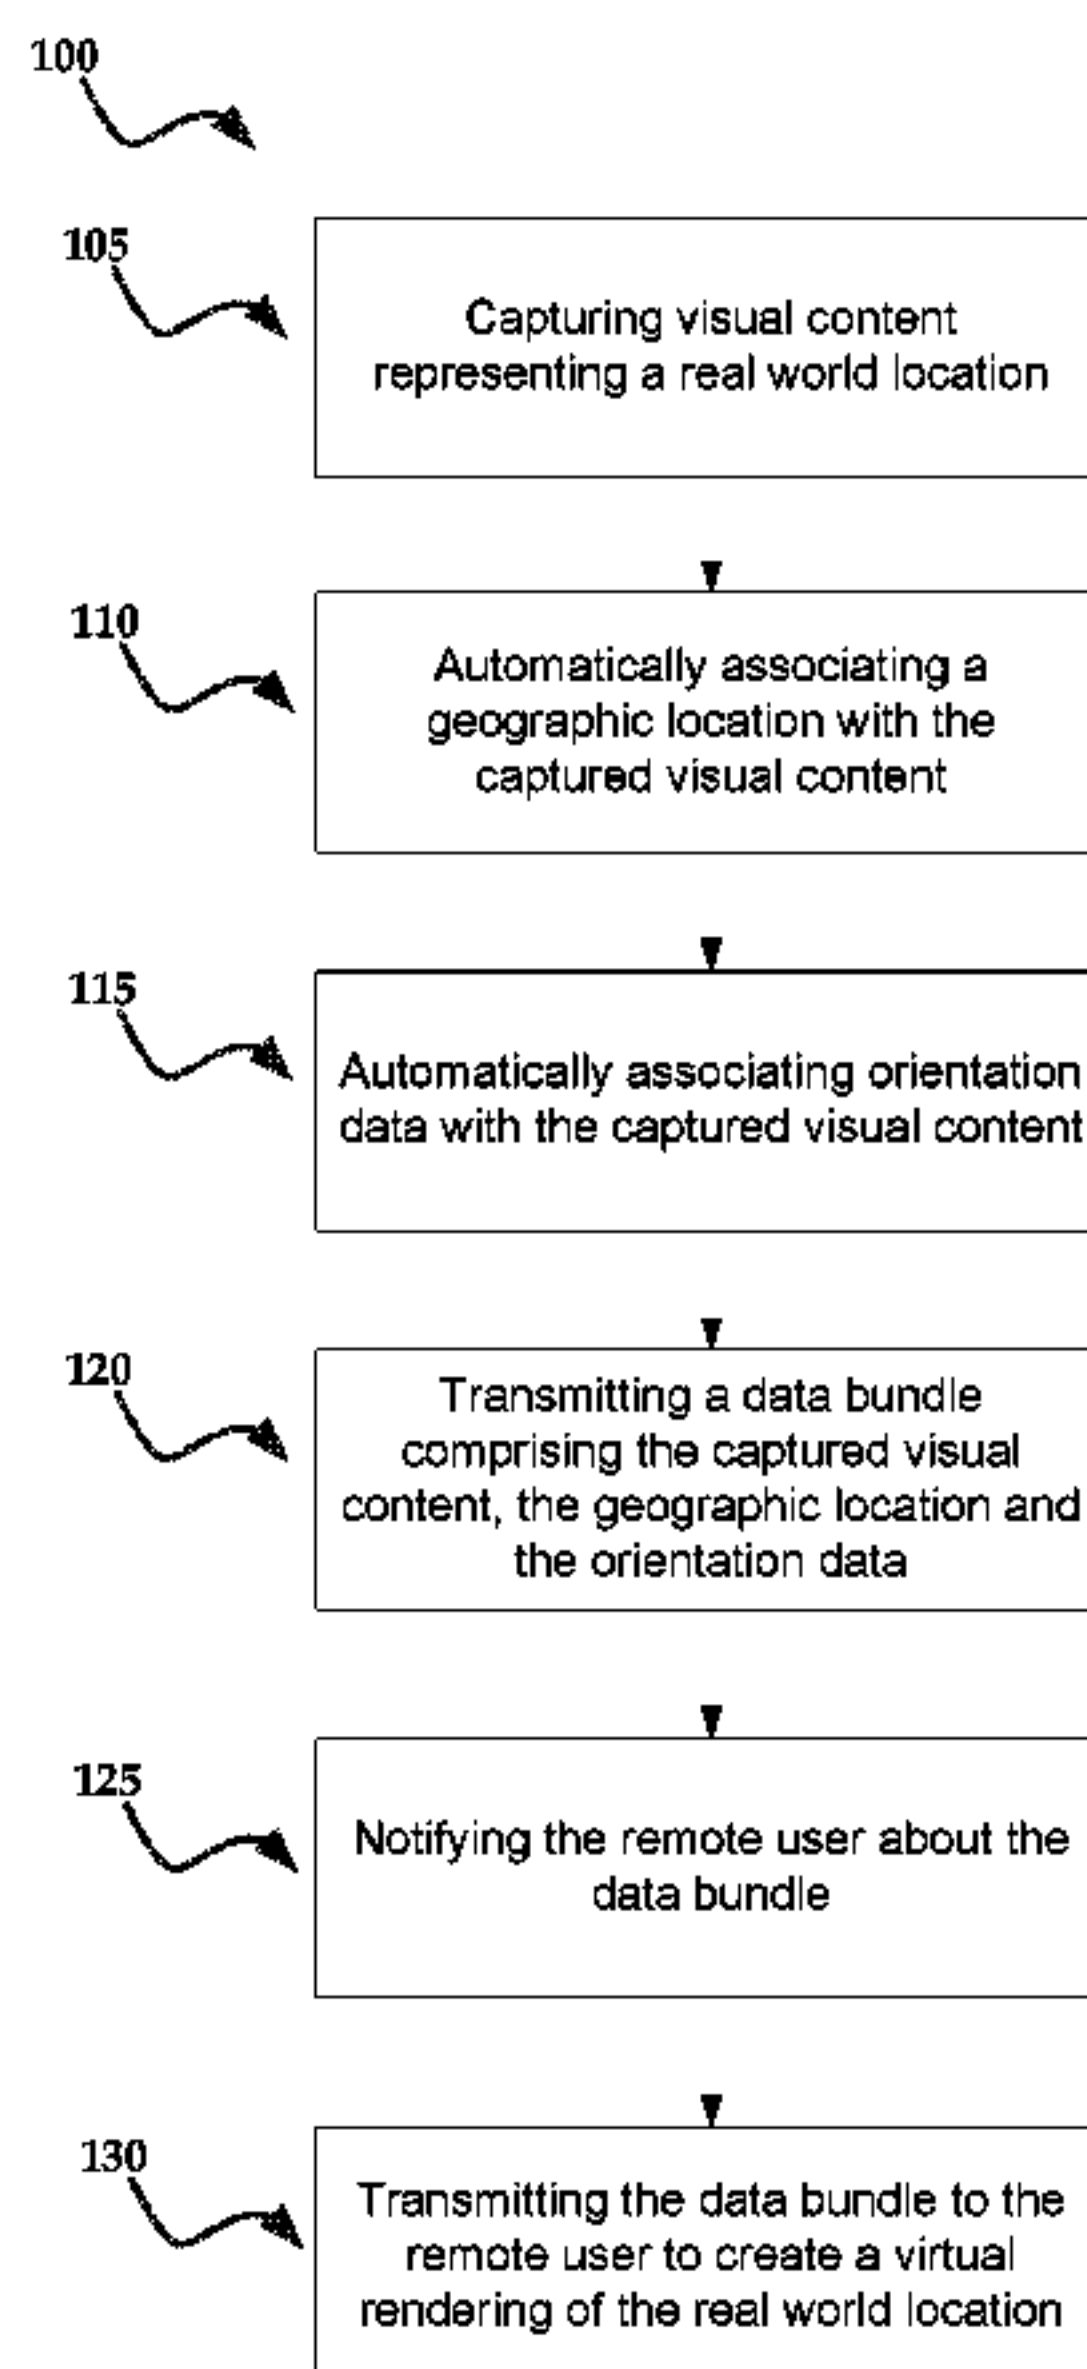 100
105
Capturing visual content
representing a real world location
110
Automatically associating a
geographic location with the
captured visual content
115
Automatically associating orientation
data with the captured visual content
120
Transmitting a data bundle
comprising the captured visual
content, the geographic location and
the orientation data
125
Notifying the remote user about the
data bundle
130
Transmitting the data bundle to the
remote user to create a virtual
rendering of the real world location